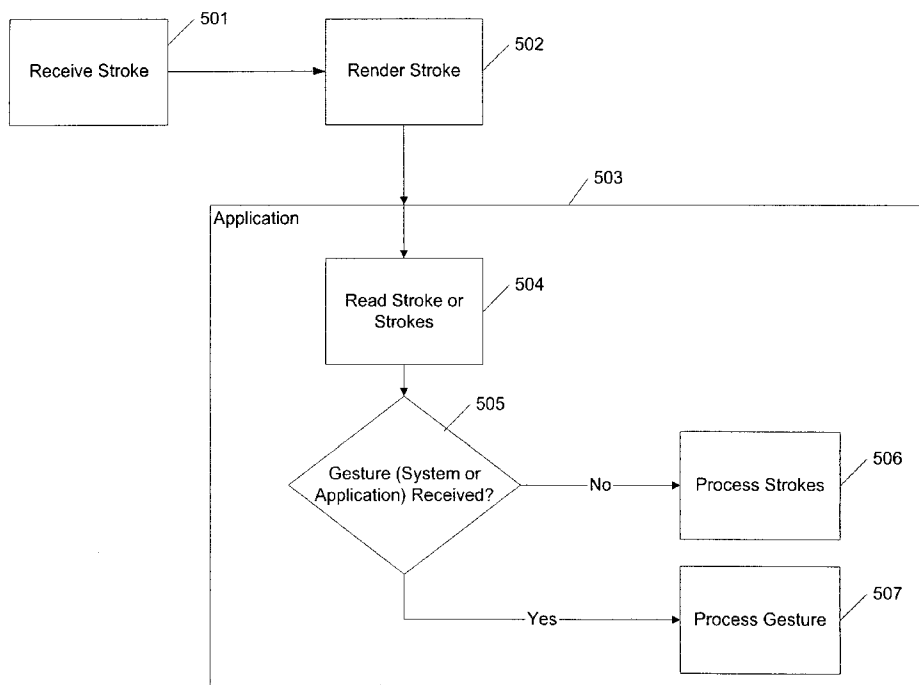 501
Receive Stroke
502
Render Stroke
503
Application
504
Read Stroke or
Strokes
505
Gesture (System or
Application) Received?
No
506
Process Strokes
Yes
507
Process Gesture